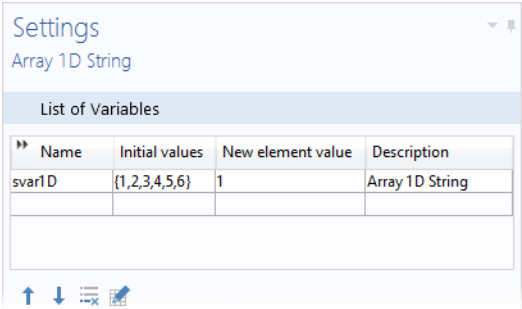 Settings
Array 1D String
List of Variables
Name Initial values New element value Description
svar1D {1,2,3,4,5,6} 1 Array 1D String